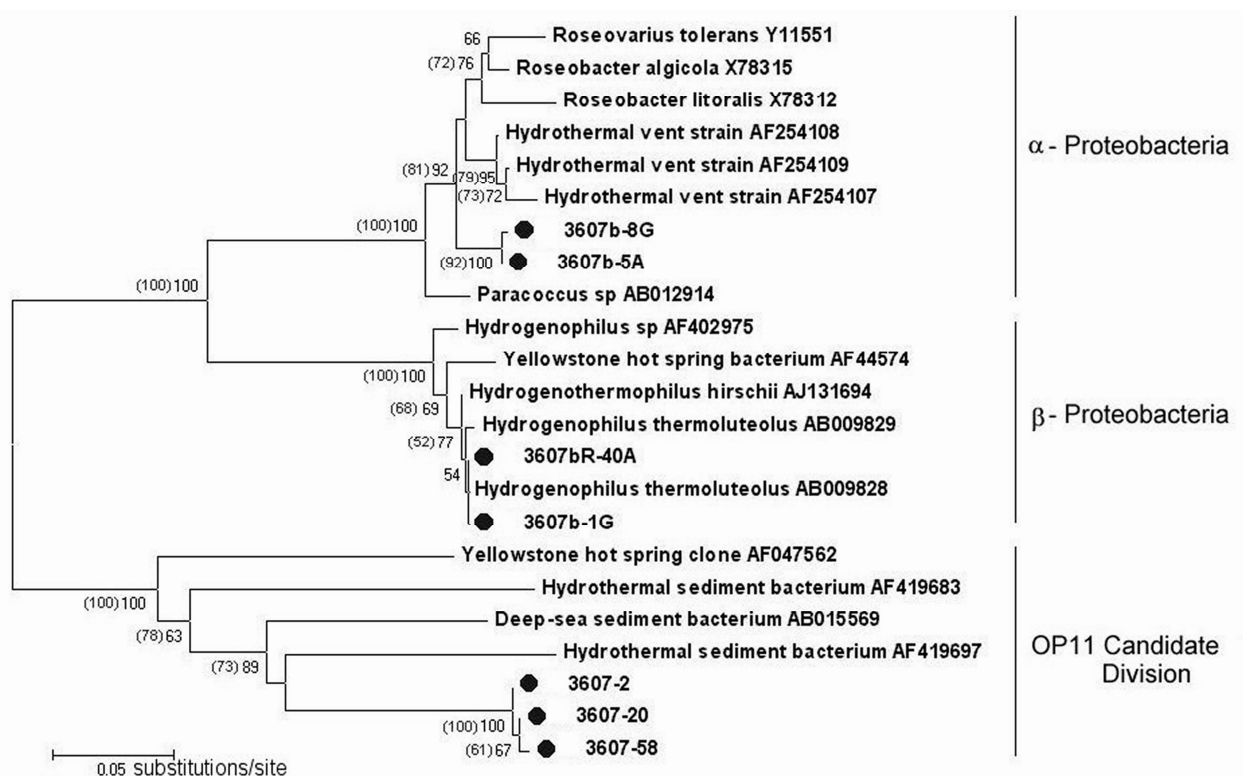 66
Roseovarius tolerans Y11551
(72)76
Roseobacter algicola X78315
Roseobacter litoralis X78312
Hydrothermal vent strain AF254108
α - Proteobacteria
(81)92
(79)95
Hydrothermal vent strain AF254109
(73)72
Hydrothermal vent strain AF254107
(100)100
3607b-8G
(92)100
3607b-5A
(100)100
Paracoccus sp AB012914
Hydrogenophilus sp AF402975
Yellowstone hot spring bacterium AF44574
(100)100
Hydrogenothermophilus hirschii AJ131694
(68)69
β - Proteobacteria
Hydrogenophilus thermoluteolus AB009829
(52)77
3607bR-40A
54
Hydrogenophilus thermoluteolus AB009828
3607b-1G
Yellowstone hot spring clone AF047562
Hydrothermal sediment bacterium AF419683
(100)100
Deep-sea sediment bacterium AB015569
(78)63
Hydrothermal sediment bacterium AF419697
(73)89
OP11 Candidate
Division
3607-2
3607-20
(100)100
3607-58
(61)67
0.05 substitutions/site